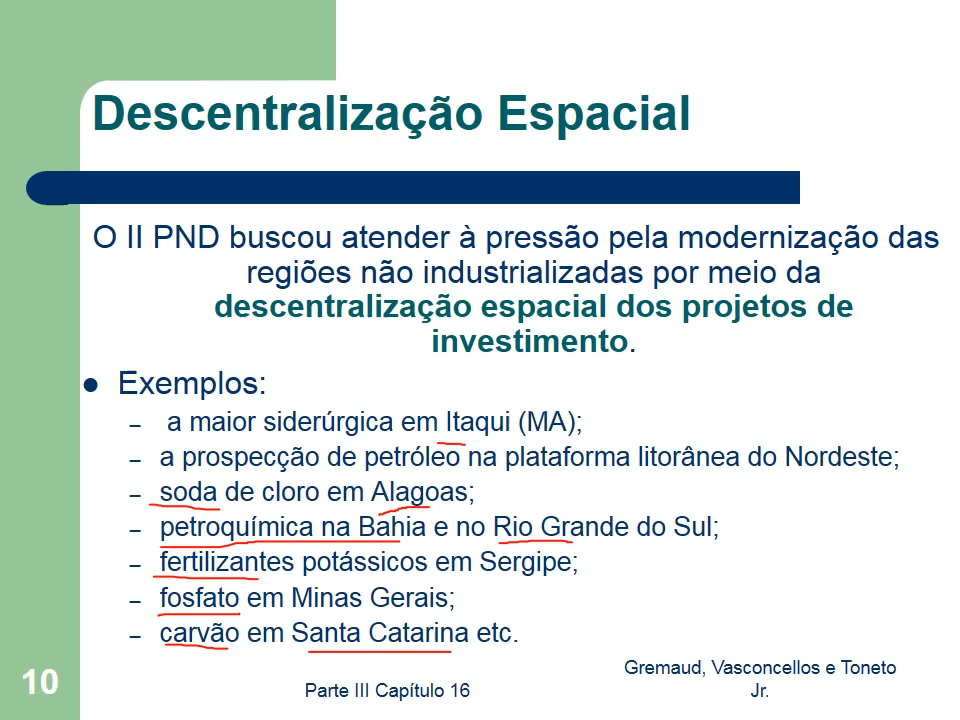 Descentralização Espacial
O II PND buscou atender à pressão pela modernização das
regiões não industrializadas por meio da
descentralização espacial dos projetos de
investimento.
● Exemplos:
– a maior siderúrgica em Itaqui (MA);
– a prospecção de petróleo na plataforma litorânea do Nordeste;
– soda de cloro em Alagoas;
– petroquímica na Bahia e no Rio Grande do Sul;
– fertilizantes potássicos em Sergipe;
– fosfato em Minas Gerais;
– carvão em Santa Catarina etc.
10
Parte III Capítulo 16
Gremaud, Vasconcellos e Toneto
Jr.